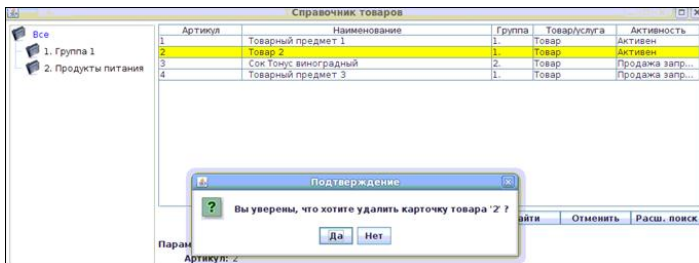 Справочник товаров
Все
1. Группа 1
2. Продукты питания
Артикул Наименование Группа Товар/услуга Активность
1 Товарный предмет 1 1. Товар Активен
2 Товар 2 1. Товар Активен
3 Сок Тонус виноградный 2. Товар Продажа запр...
4 Товарный предмет 3 1. Товар Продажа запр...
Подтверждение
Вы уверены, что хотите удалить карточку товара '2' ?
Да Нет
айти Отменить Расш. поиск
Парам
Артикул: 2